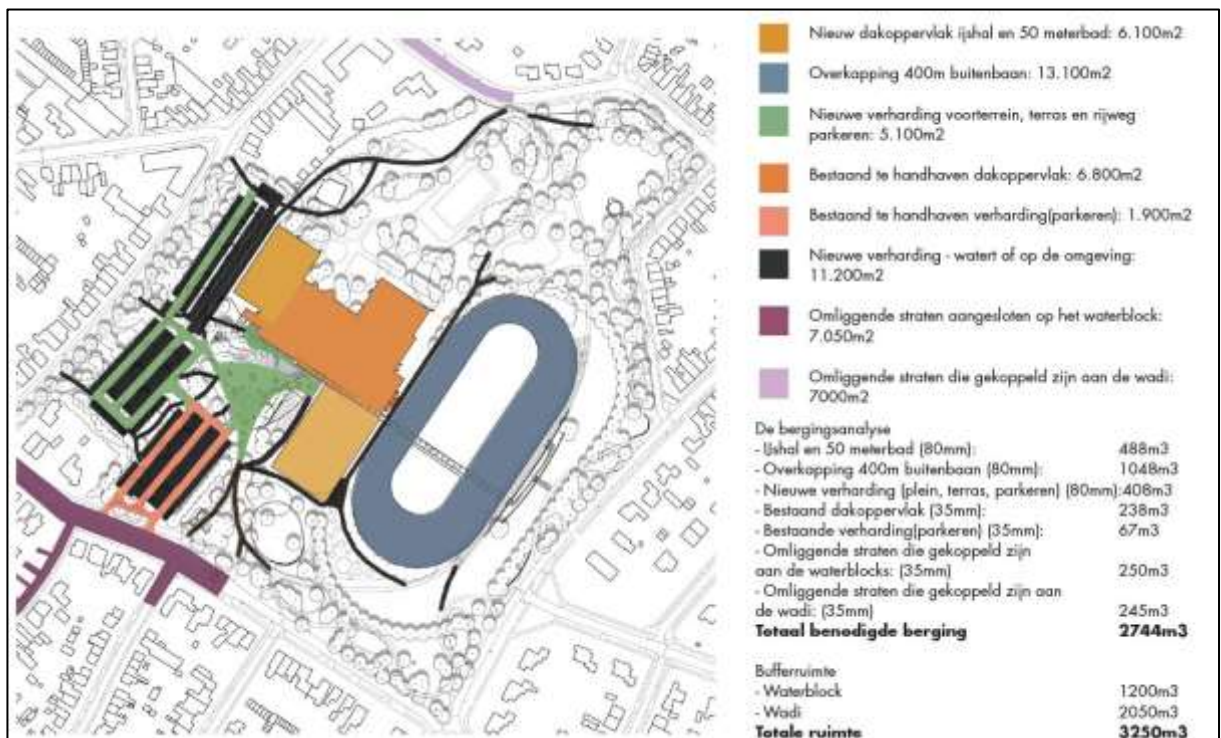 Nieuw dakoppervlak ijshal en 50 meterbad: 6.100m2
Overkapping 400m buitenbaan: 13.100m2
Nieuwe verharding voorterrein, terras en rijweg
parkeren: 5.100m2
Bestaand te handhaven dakoppervlak: 6.800m2
Bestaand te handhaven verharding(parkeren): 1.900m2
Nieuwe verharding - watert of op de omgeving:
11.200m2
Omliggende straten aangesloten op het waterblock:
7.050m2
Omliggende straten die gekoppeld zijn aan de wadi:
7000m2
De bergingsanalyse
- IJshal en 50 meterbad (80mm): 488m3
- Overkapping 400m buitenbaan (80mm): 1048m3
- Nieuwe verharding (plein, terras, parkeren) (80mm): 408m3
- Bestaand dakoppervlak (35mm): 238m3
- Bestaande verharding(parkeren) (35mm): 67m3
- Omliggende straten die gekoppeld zijn
aan de waterblocks: (35mm) 250m3
- Omliggende straten die gekoppeld zijn aan
de wadi: (35mm) 245m3
Totaal benodigde berging 2744m3
Bufferruimte
- Waterblock 1200m3
- Wadi 2050m3
Totale ruimte 3250m3